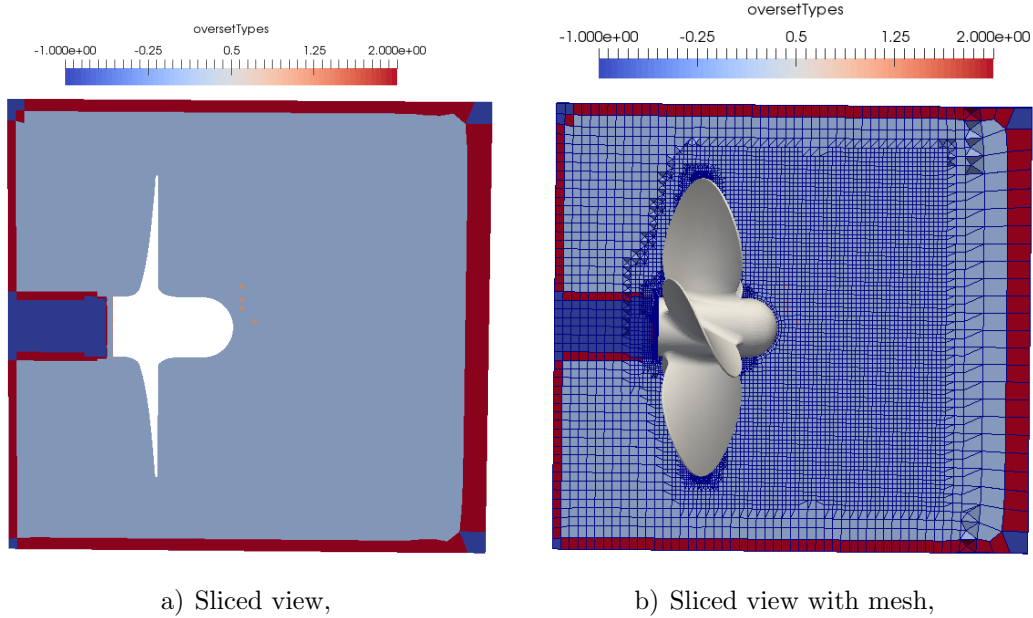 oversetTypes
-1.000e+00 -0.25 0.5 1.25 2.000e+00
oversetTypes
-1.000e+00 -0.25 0.5 1.25 2.000e+00
a) Sliced view,
b) Sliced view with mesh,